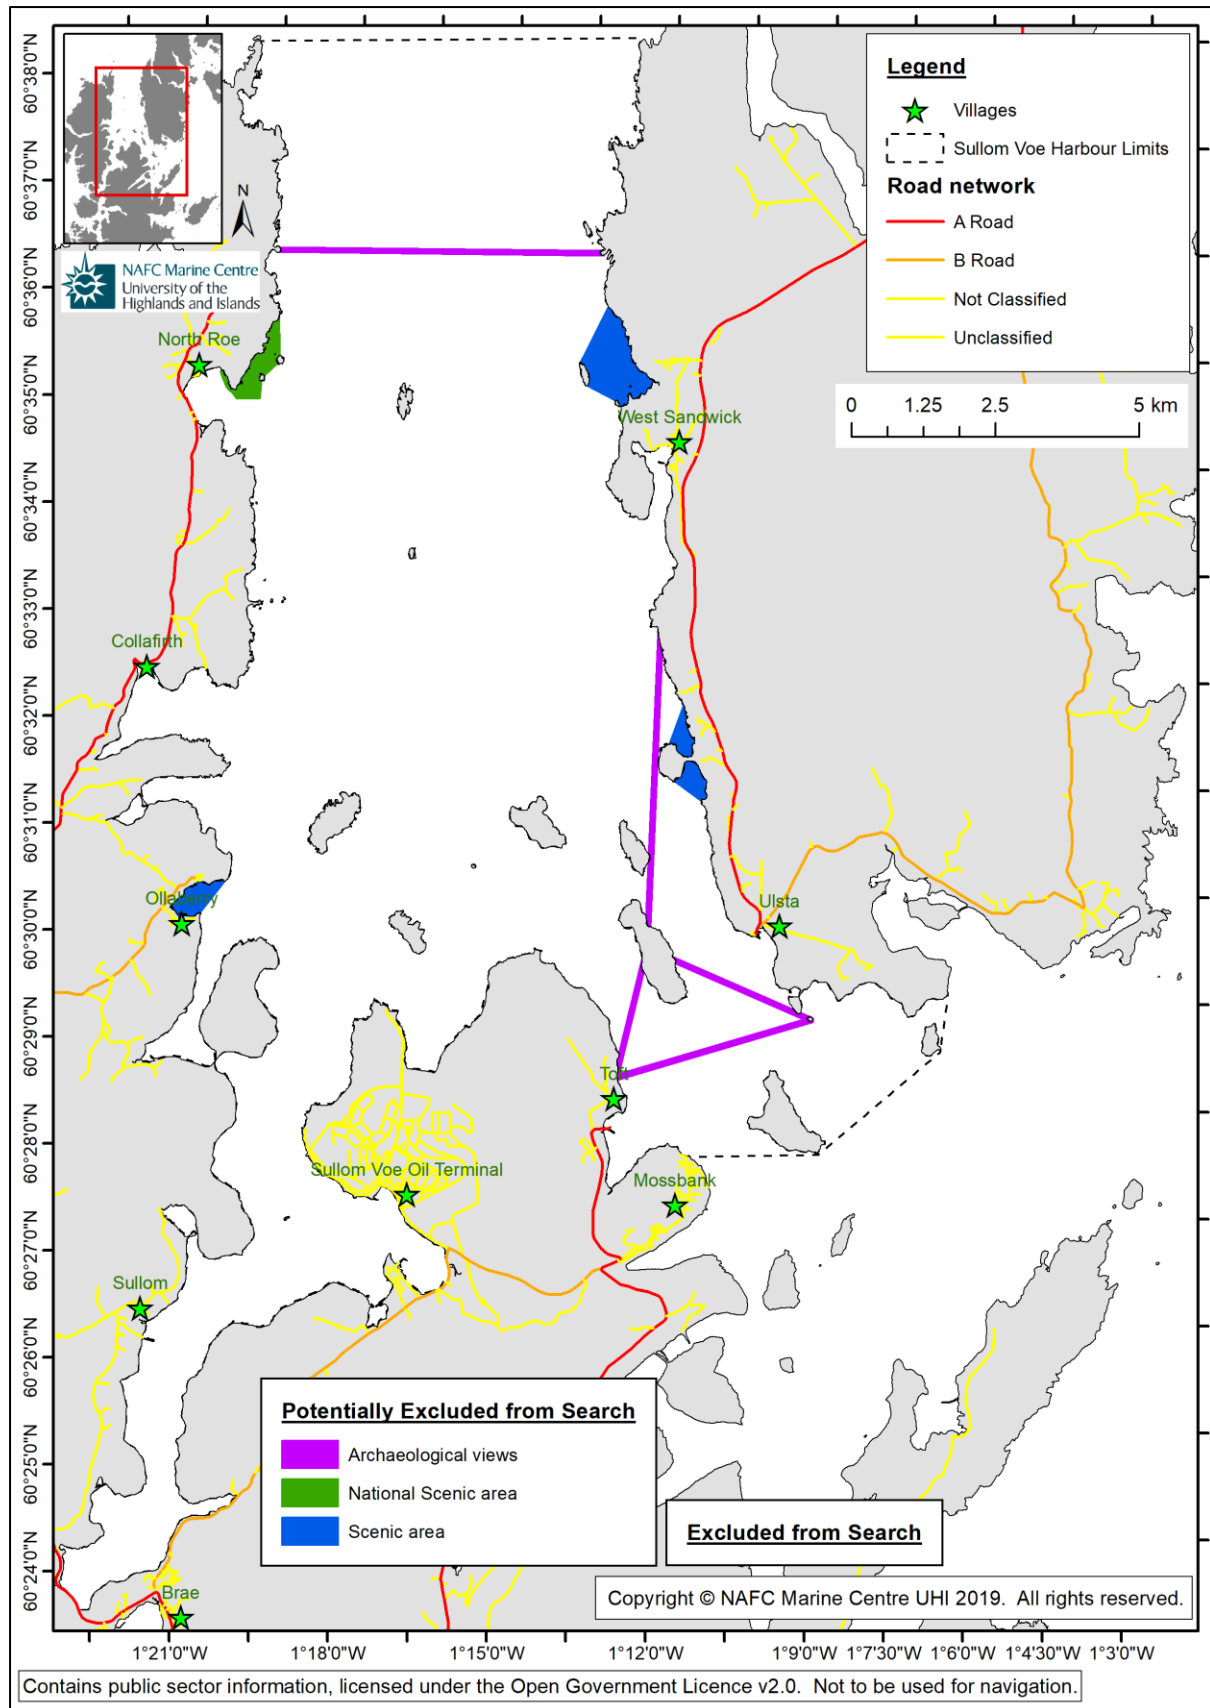 60°38'0"N
60°37'0"N
60°36'0"N
60°35'0"N
60°34'0"N
60°33'0"N
60°32'0"N
60°31'0"N
60°30'0"N
60°29'0"N
60°28'0"N
60°27'0"N
60°26'0"N
60°25'0"N
60°24'0"N
N
NAFC Marine Centre
University of the
Highlands and Islands
Legend
Villages
Sullom Voe Harbour Limits
Road network
A Road
B Road
Not Classified
Unclassified
0 1.25 2.5 5 km
North Roe
West Sandwick
Collafirth
Ollaberry
Ulsta
Toft
Sullom Voe Oil Terminal
Mossbank
Sullom
Brae
Potentially Excluded from Search
Archaeological views
National Scenic area
Scenic area
Excluded from Search
Copyright © NAFC Marine Centre UHI 2019. All rights reserved.
1°21'0"W 1°18'0"W 1°15'0"W 1°12'0"W 1°9'0"W 1°7'30"W 1°6'0"W 1°4'30"W 1°3'0"W 1°1'30"W
Contains public sector information, licensed under the Open Government Licence v2.0. Not to be used for navigation.